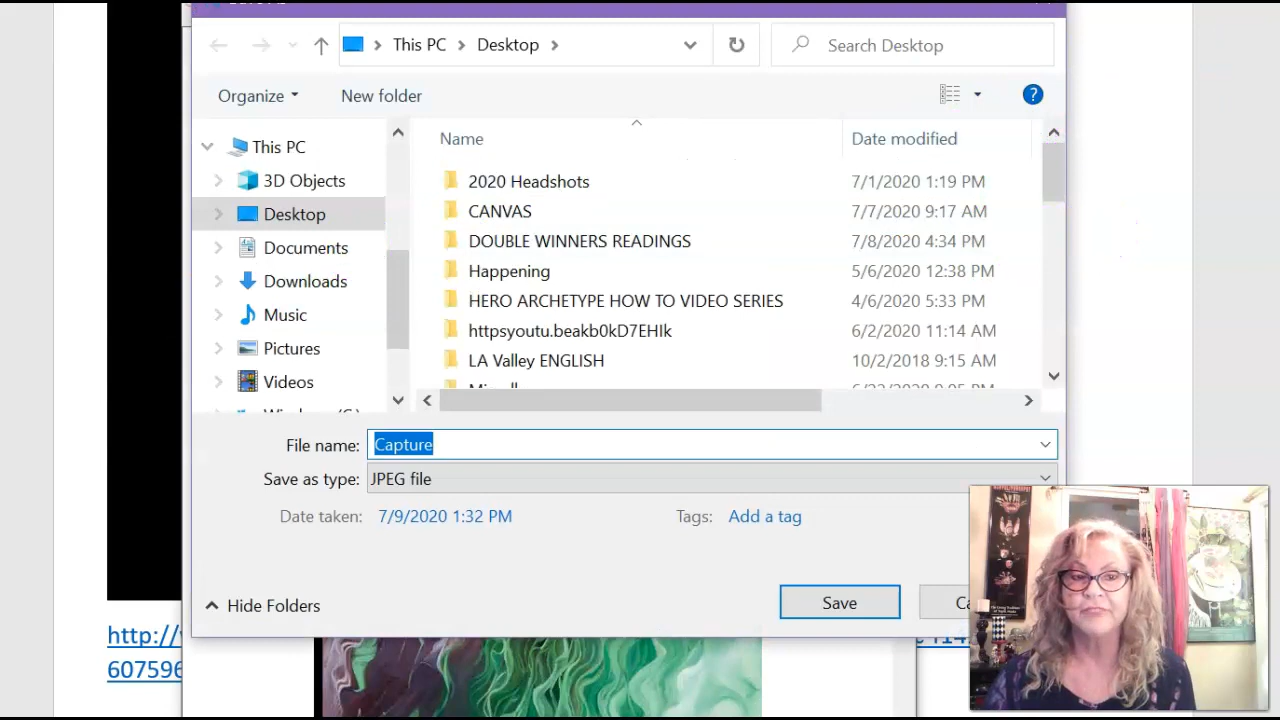 This PC > Desktop >
Search Desktop
Organize
New folder
?
Name
Date modified
This PC
3D Objects
Desktop
Documents
Downloads
Music
Pictures
Videos
2020 Headshots 7/1/2020 1:19 PM
CANVAS 7/7/2020 9:17 AM
DOUBLE WINNERS READINGS 7/8/2020 4:34 PM
Happening 5/6/2020 12:38 PM
HERO ARCHETYPE HOW TO VIDEO SERIES 4/6/2020 5:33 PM
httpsyoutu.beakb0kD7EHIk 6/2/2020 11:14 AM
LA Valley ENGLISH 10/2/2018 9:15 AM
File name: Capture
Save as type: JPEG file
Date taken: 7/9/2020 1:32 PM
Tags: Add a tag
Hide Folders
Save
Ca
http://
607596